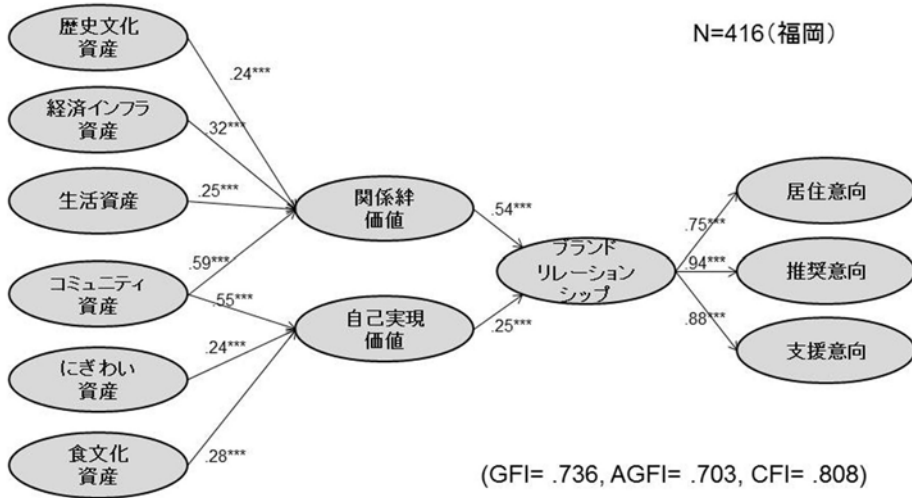 歴史文化
資産
N=416(福岡)
.24***
経済インフラ
資産
.32***
生活資産
.25***
関係絆
価値
.54***
居住意向
.75***
コミュニティ
資産
.59***
.55***
ブランド
リレーション
シップ
.94***
推奨意向
自己実現
価値
.25***
.88***
支援意向
にぎわい
資産
.24***
食文化
資産
.28***
(GFI= .736, AGFI= .703, CFI= .808)